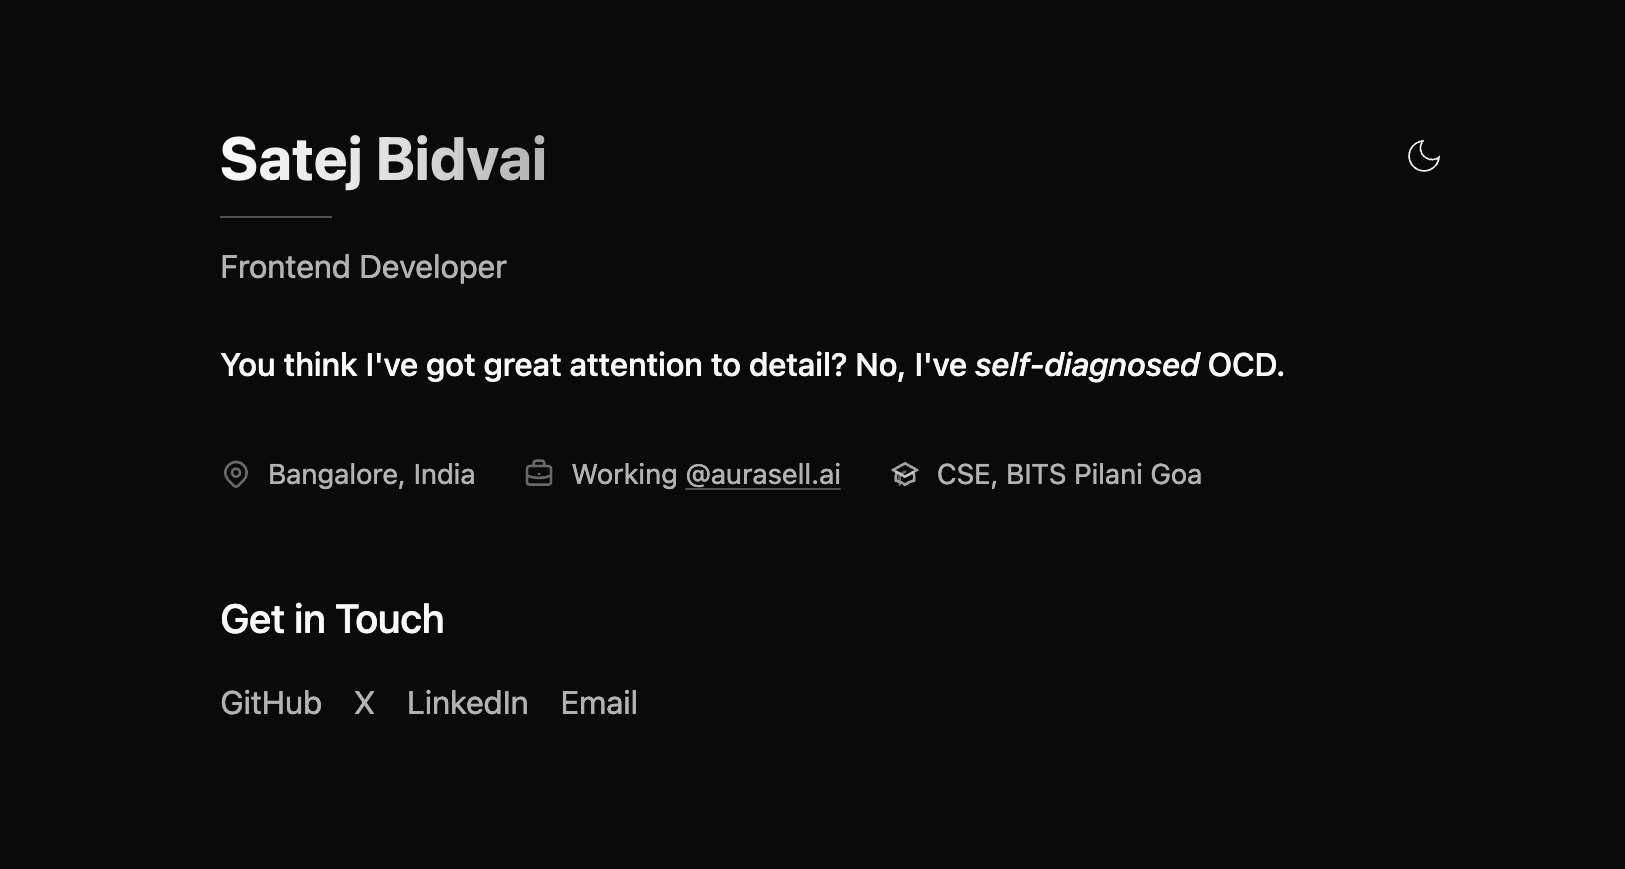 Satej Bidvai
Frontend Developer
You think I've got great attention to detail? No, I've self-diagnosed OCD.
Bangalore, India Working @aurasell.ai CSE, BITS Pilani Goa
Get in Touch
GitHub X LinkedIn Email